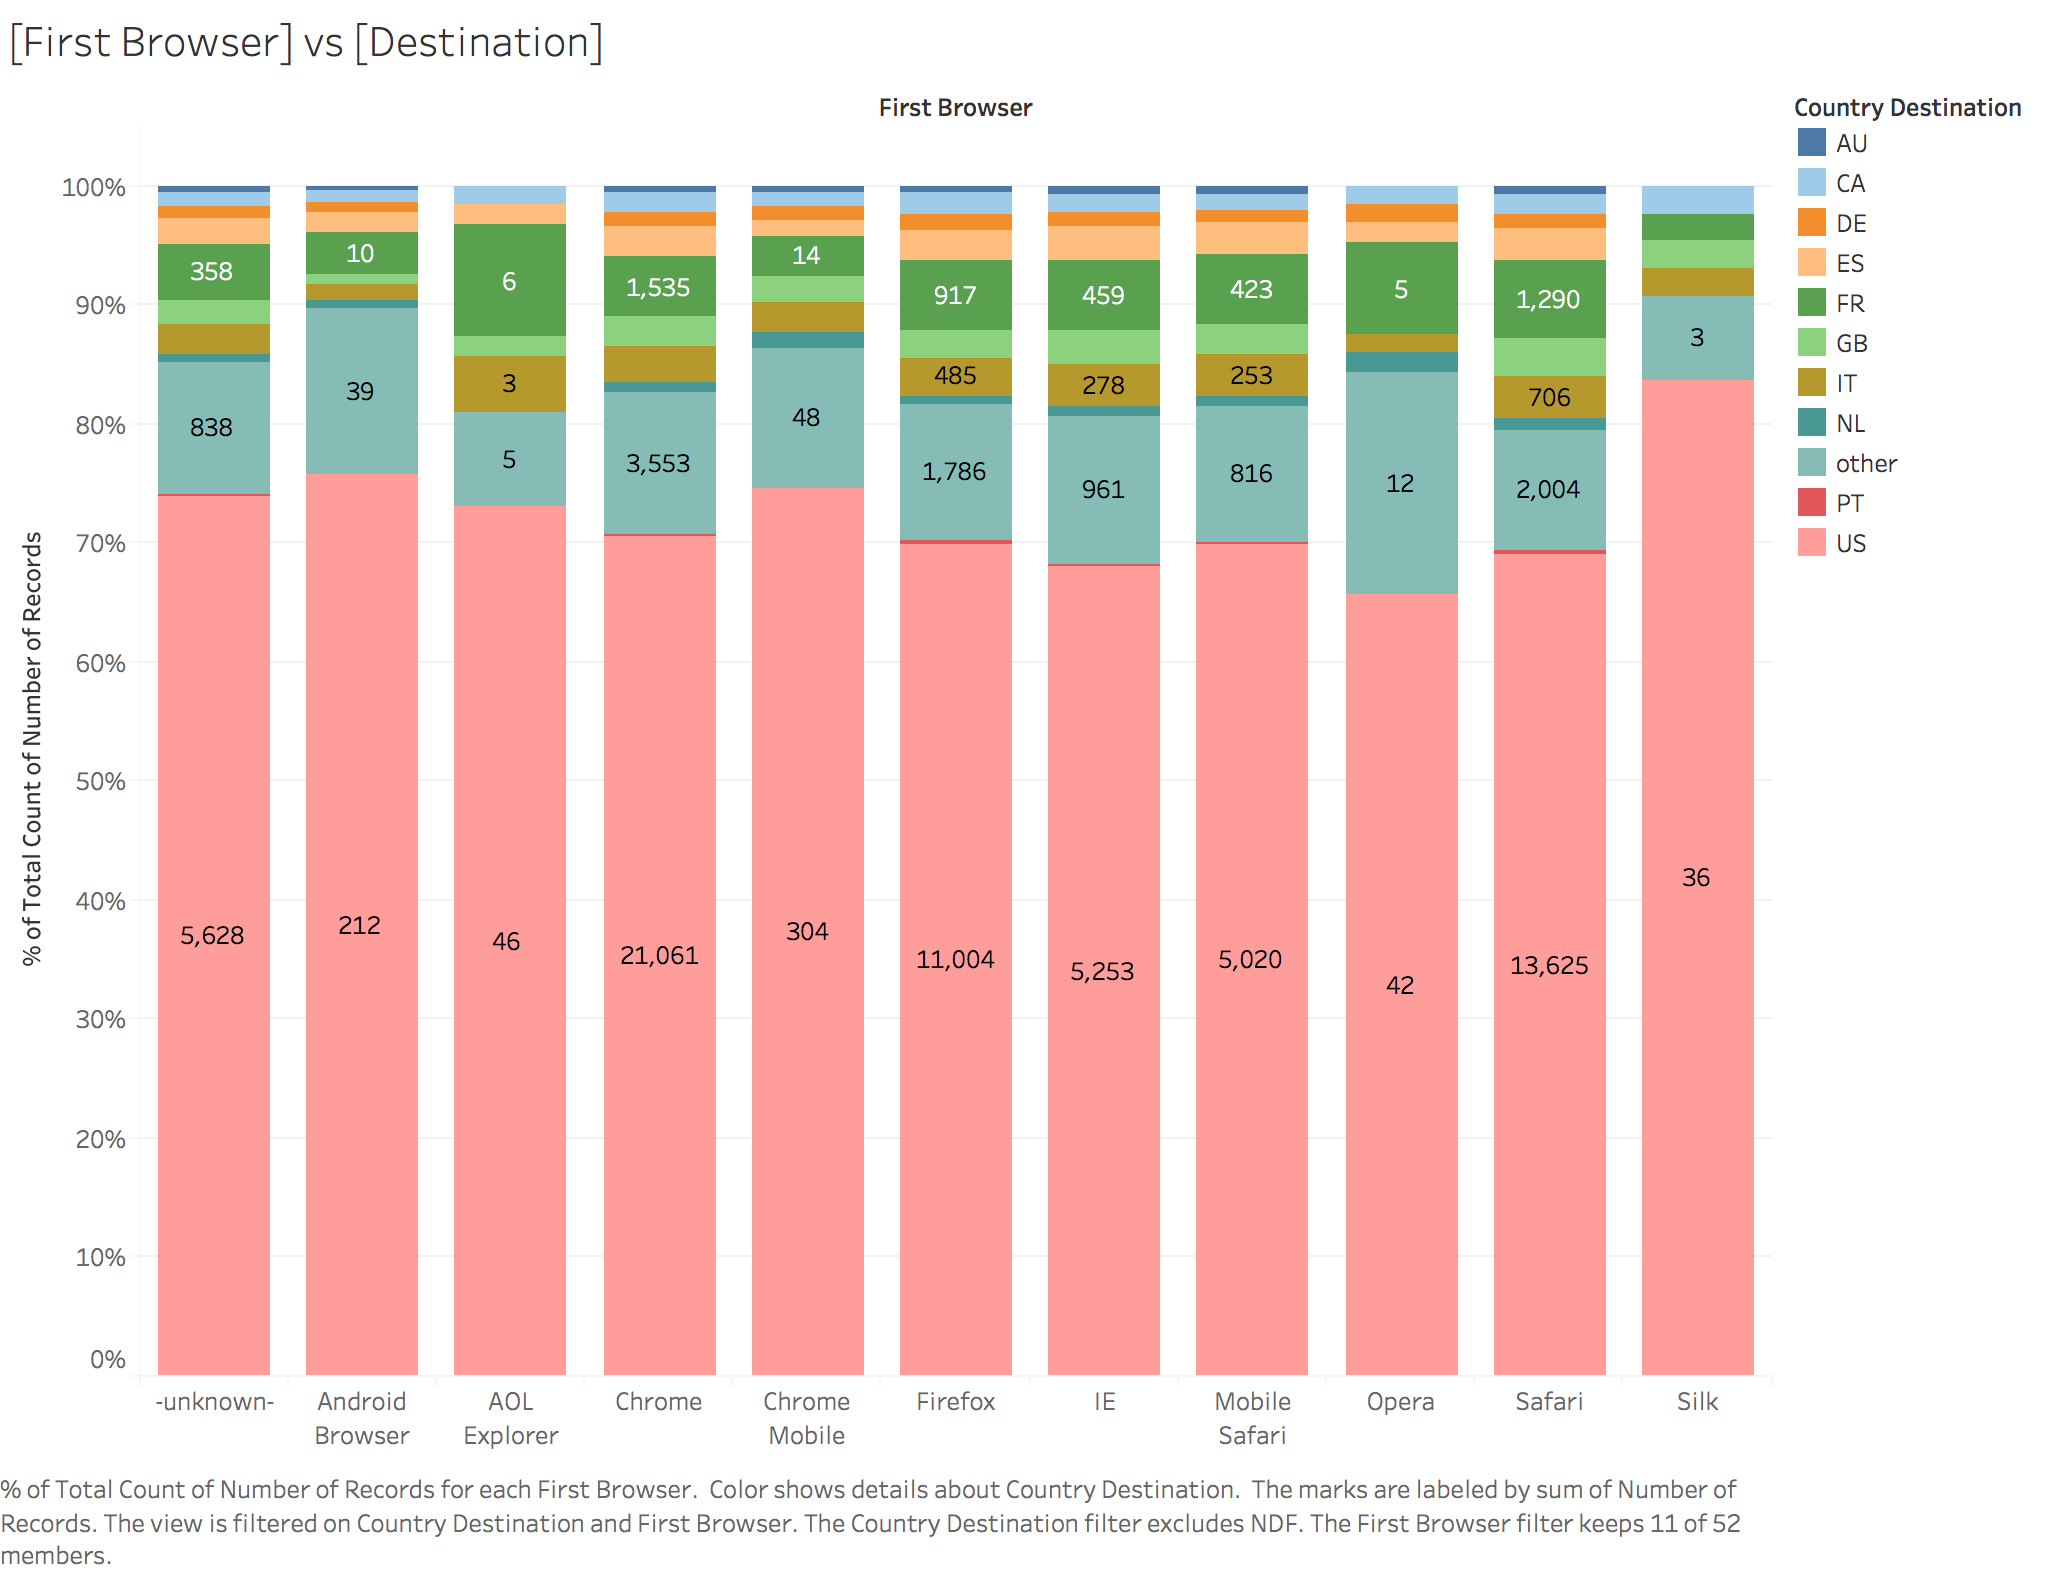 [First Browser] vs [Destination]
First Browser
Country Destination
AU
CA
DE
ES
FR
GB
IT
NL
other
PT
US
% of Total Count of Number of Records
100%
90%
80%
70%
60%
50%
40%
30%
20%
10%
0%
358
838
5,628
10
39
212
6
3
5
46
1,535
3,553
21,061
14
48
304
917
485
1,786
11,004
459
278
961
5,253
423
253
816
5,020
5
12
42
1,290
706
2,004
13,625
3
36
-unknown-
Android
Browser
AOL
Explorer
Chrome
Chrome
Mobile
Firefox
IE
Mobile
Safari
Opera
Safari
Silk
% of Total Count of Number of Records for each First Browser.  Color shows details about Country Destination.  The marks are labeled by sum of Number of
Records. The view is filtered on Country Destination and First Browser. The Country Destination filter excludes NDF. The First Browser filter keeps 11 of 52
members.